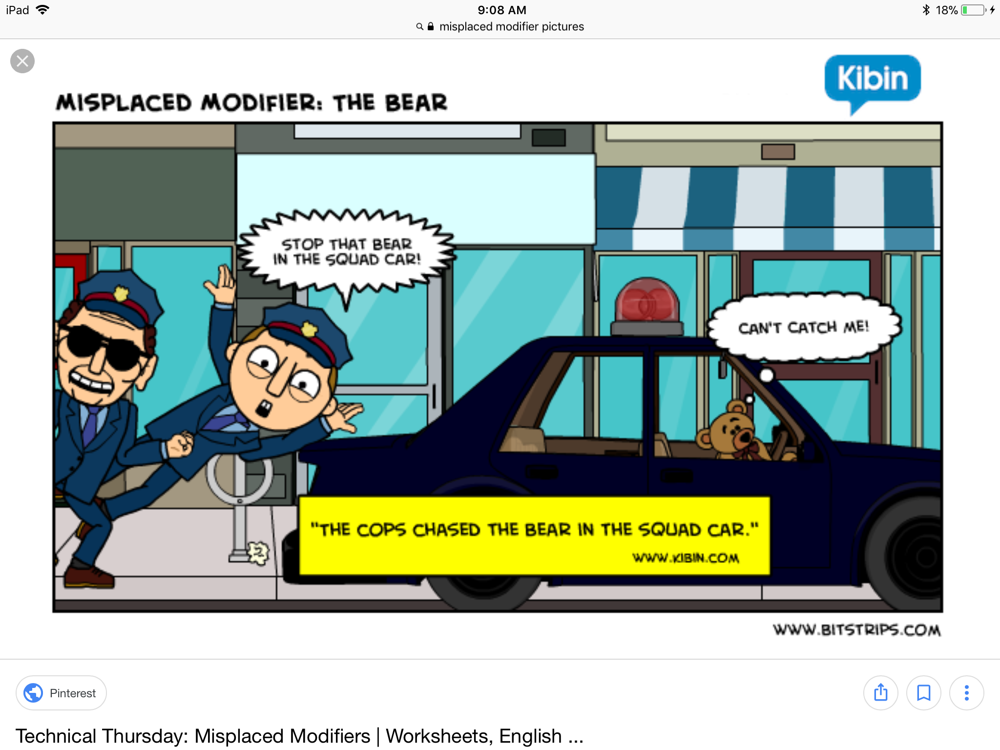 iPad 9:08 AM 18%
misplaced modifier pictures
Kibin
MISPLACED MODIFIER: THE BEAR
STOP THAT BEAR
IN THE SQUAD CAR!
CAN'T CATCH ME!
"THE COPS CHASED THE BEAR IN THE SQUAD CAR."
WWW.KIBIN.COM
WWW.BITSTRIPS.COM
Pinterest
Technical Thursday: Misplaced Modifiers | Worksheets, English ...